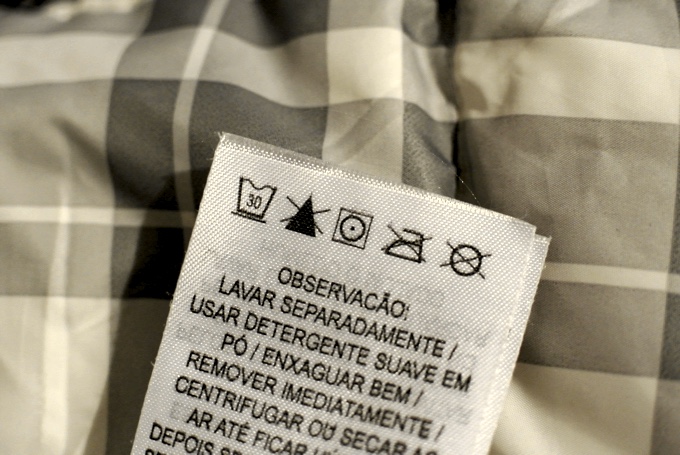 30
OBSERVACÃO:
LAVAR SEPARADAMENTE /
USAR DETERGENTE SUAVE EM
PÓ / ENXAGUAR BEM /
REMOVER IMEDIATAMENTE /
CENTRIFUGAR OU SECAR AO
AR ATÉ FICAR
DEPOIS